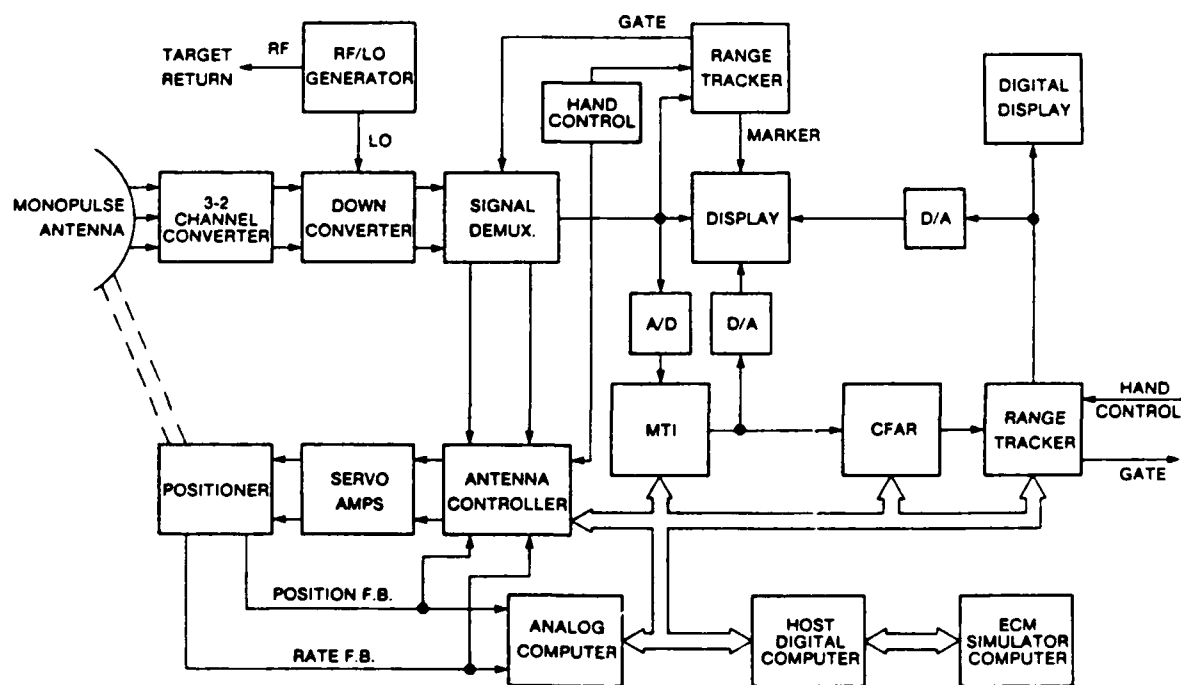 GATE
TARGET
RETURN
RF
RF/LO
GENERATOR
RANGE
TRACKER
HAND
CONTROL
DIGITAL
DISPLAY
LO
MARKER
MONOPULSE
ANTENNA
3-2
CHANNEL
CONVERTER
DOWN
CONVERTER
SIGNAL
DEMUX.
DISPLAY
D/A
A/D
D/A
MTI
CFAR
RANGE
TRACKER
HAND
CONTROL
GATE
POSITIONER
SERVO
AMPS
ANTENNA
CONTROLLER
POSITION F.B.
RATE F.B.
ANALOG
COMPUTER
HOST
DIGITAL
COMPUTER
ECM
SIMULATOR
COMPUTER